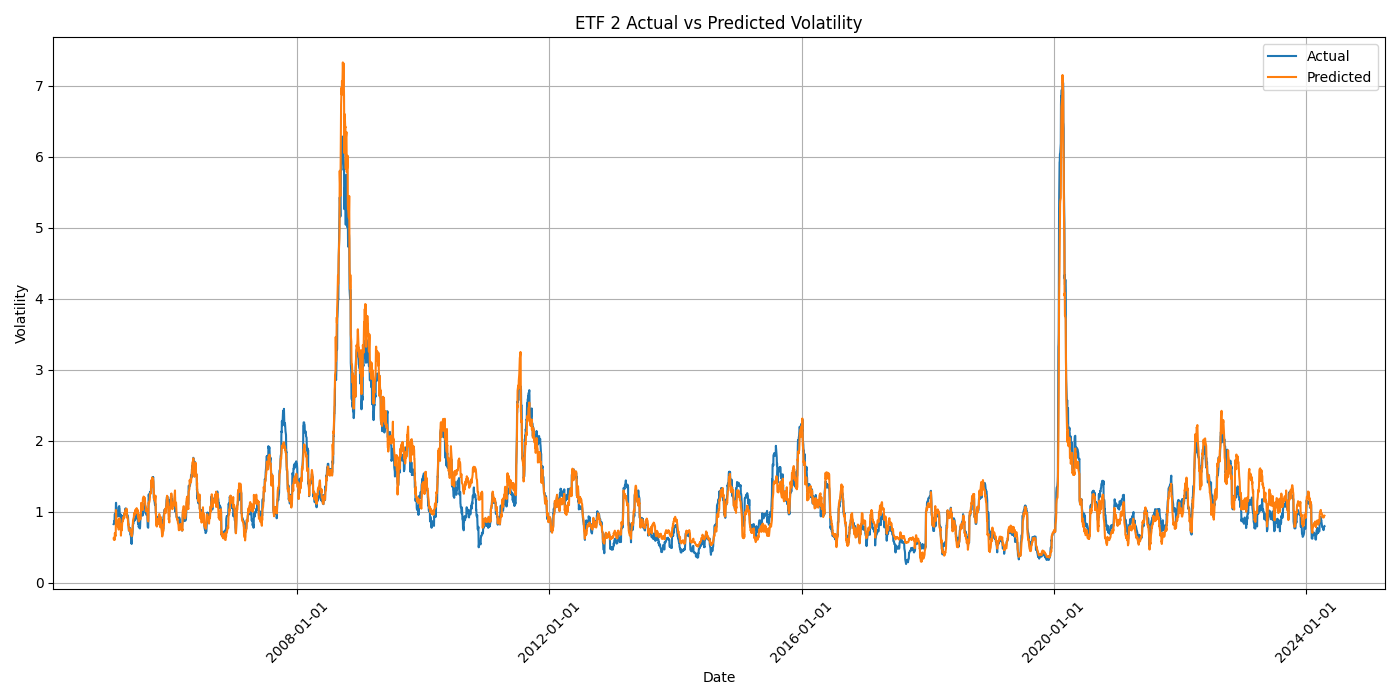 ETF 2 Actual vs Predicted Volatility
Actual
Predicted
Volatility
7
6
5
4
3
2
1
0
2008-01-01
2012-01-01
2016-01-01
2020-01-01
2024-01-01
Date